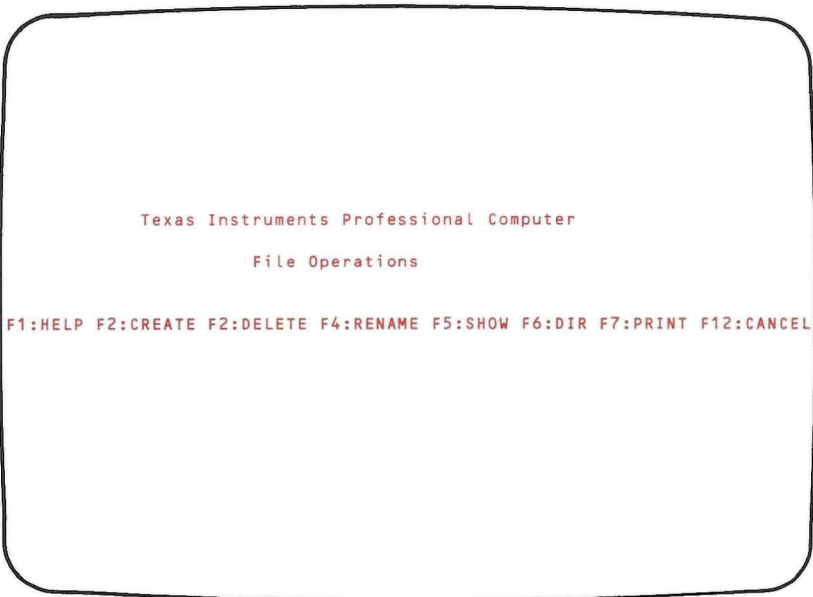 Texas Instruments Professional Computer
File Operations
F1:HELP F2:CREATE F2:DELETE F4:RENAME F5:SHOW F6:DIR F7:PRINT F12:CANCEL